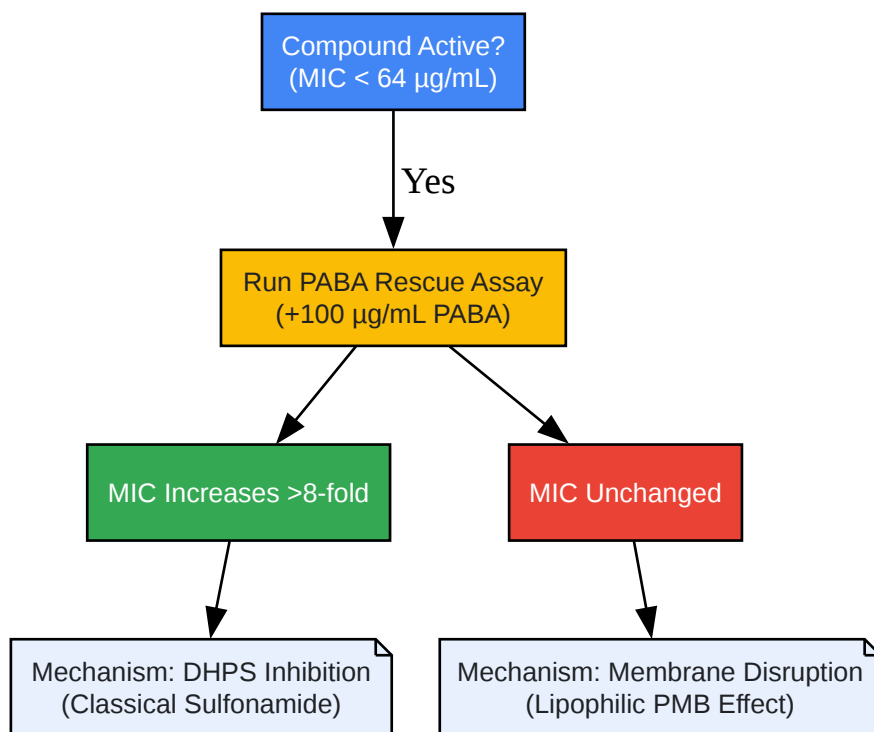 Compound Active?
(MIC < 64 µg/mL)
Yes
Run PABA Rescue Assay
(+100 µg/mL PABA)
MIC Increases >8-fold
MIC Unchanged
Mechanism: DHPS Inhibition
(Classical Sulfonamide)
Mechanism: Membrane Disruption
(Lipophilic PMB Effect)